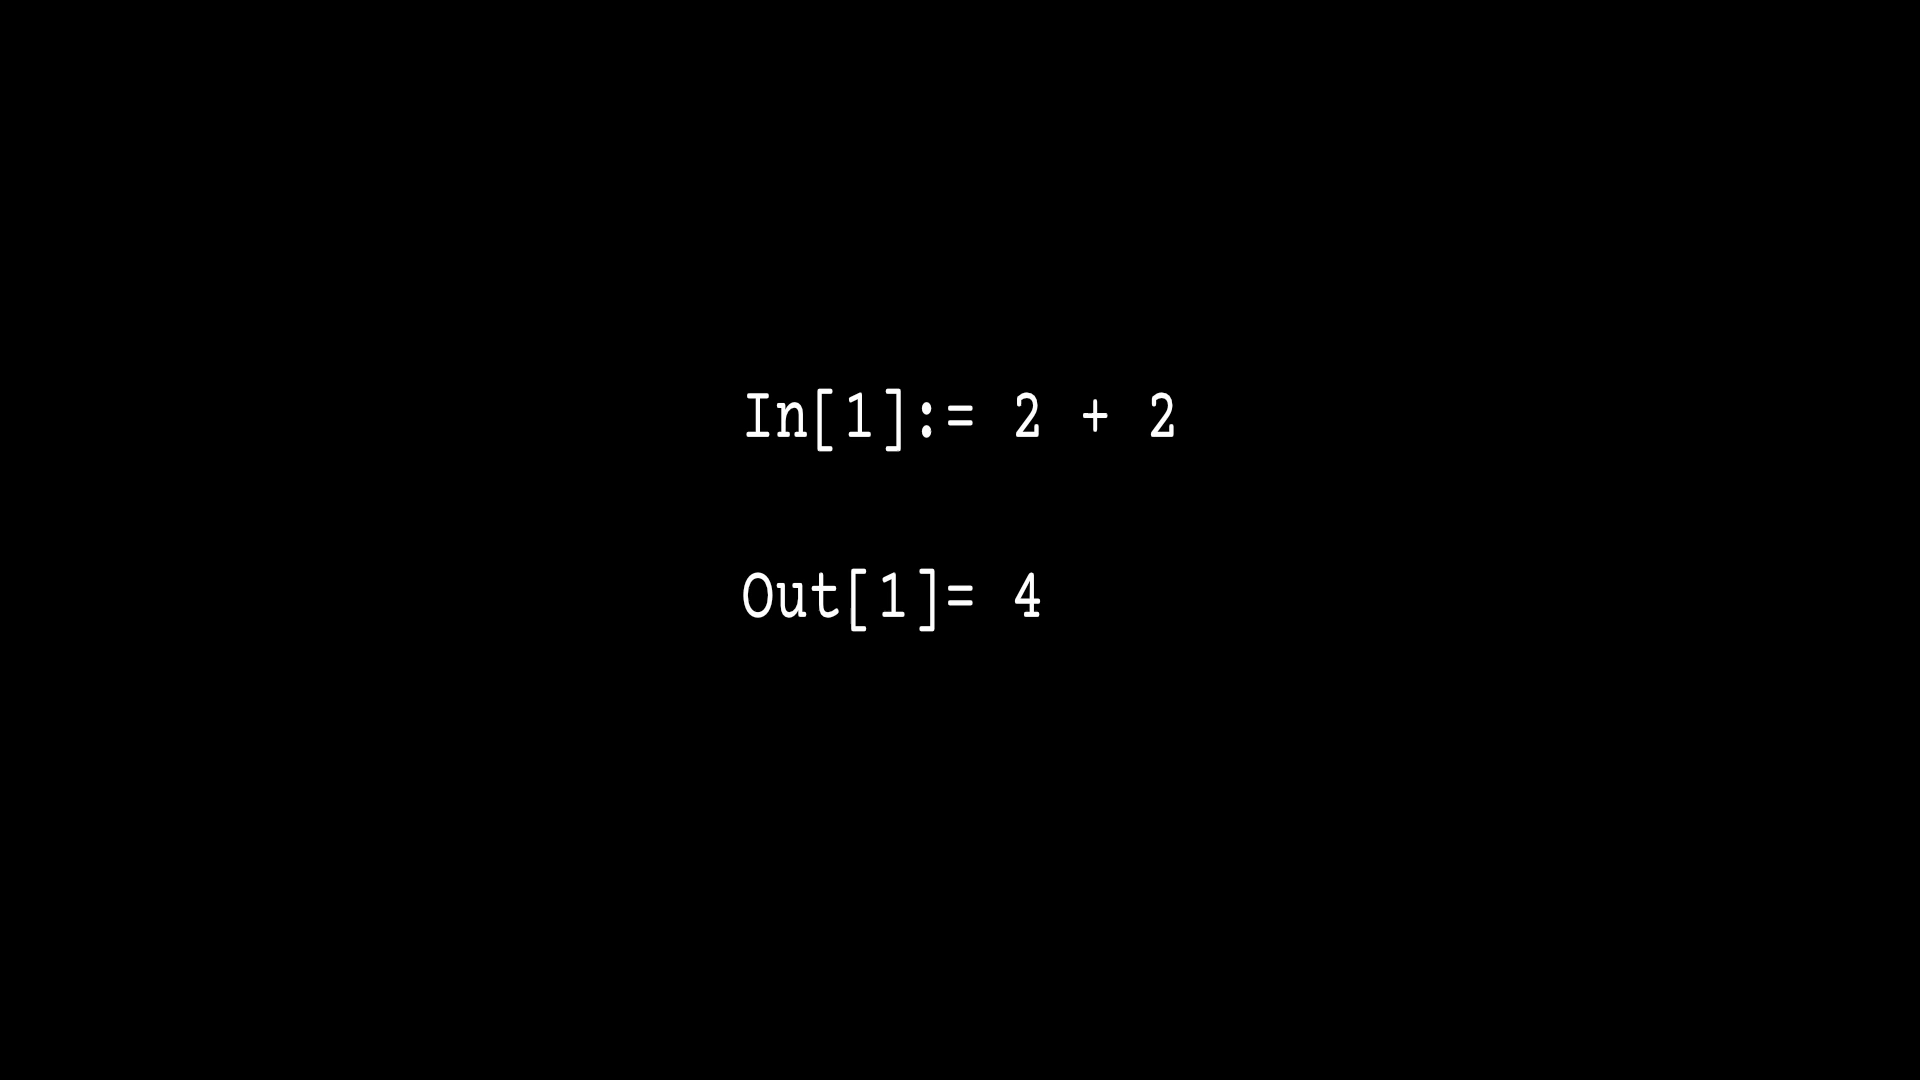 In[1]:= 2 + 2
Out[1]= 4